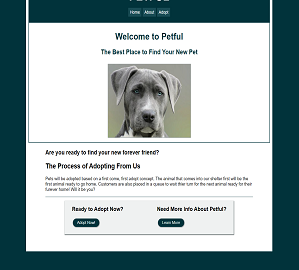 Home About Adopt
Welcome to Petful
The Best Place to Find Your New Pet
Are you ready to find your new forever friend?
The Process of Adopting From Us
Pets will be adopted based on a first come, first adopt concept. The animal that comes into our shelter first will be the
first animal ready to go home. Customers are also placed in a queue to wait thier turn for the next animal ready for their
furever home! Will it be you?
Ready to Adopt Now? Need More Info About Petful?
Adopt Now! Learn More